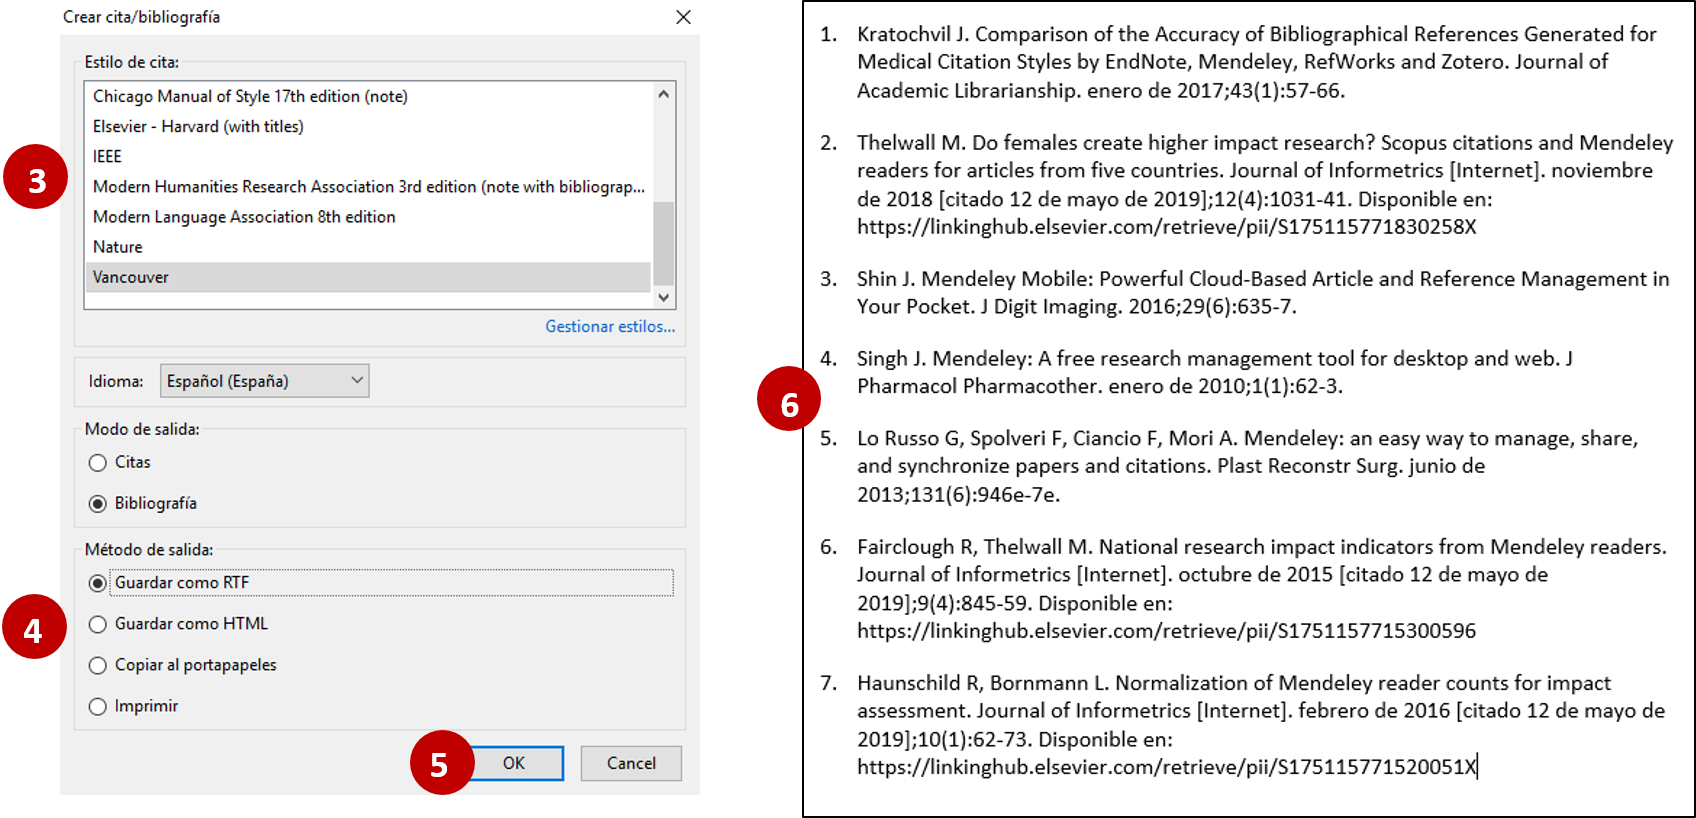 Crear cita/bibliografía
Estilo de cita:
Chicago Manual of Style 17th edition (note)
Elsevier - Harvard (with titles)
IEEE
Modern Humanities Research Association 3rd edition (note with bibliograp...
Modern Language Association 8th edition
Nature
Vancouver
3
Gestionar estilos...
Idioma:
Español (España)
Modo de salida:
Citas
Bibliografía
Método de salida:
Guardar como RTF
Guardar como HTML
4
Copiar al portapapeles
Imprimir
5
OK
Cancel
6
1. Kratochvil J. Comparison of the Accuracy of Bibliographical References Generated for
Medical Citation Styles by EndNote, Mendeley, RefWorks and Zotero. Journal of
Academic Librarianship. enero de 2017;43(1):57-66.
2. Thelwall M. Do females create higher impact research? Scopus citations and Mendeley
readers for articles from five countries. Journal of Informetrics [Internet]. noviembre
de 2018 [citado 12 de mayo de 2019];12(4):1031-41. Disponible en:
https://linkinghub.elsevier.com/retrieve/pii/S175115771830258X
3. Shin J. Mendeley Mobile: Powerful Cloud-Based Article and Reference Management in
Your Pocket. J Digit Imaging. 2016;29(6):635-7.
4. Singh J. Mendeley: A free research management tool for desktop and web. J
Pharmacol Pharmacother. enero de 2010;1(1):62-3.
5. Lo Russo G, Spolveri F, Ciancio F, Mori A. Mendeley: an easy way to manage, share,
and synchronize papers and citations. Plast Reconstr Surg. junio de
2013;131(6):946e-7e.
6. Fairclough R, Thelwall M. National research impact indicators from Mendeley readers.
Journal of Informetrics [Internet]. octubre de 2015 [citado 12 de mayo de
2019];9(4):845-59. Disponible en:
https://linkinghub.elsevier.com/retrieve/pii/S1751157715300596
7. Haunschild R, Bornmann L. Normalization of Mendeley reader counts for impact
assessment. Journal of Informetrics [Internet]. febrero de 2016 [citado 12 de mayo de
2019];10(1):62-73. Disponible en:
https://linkinghub.elsevier.com/retrieve/pii/S175115771520051X